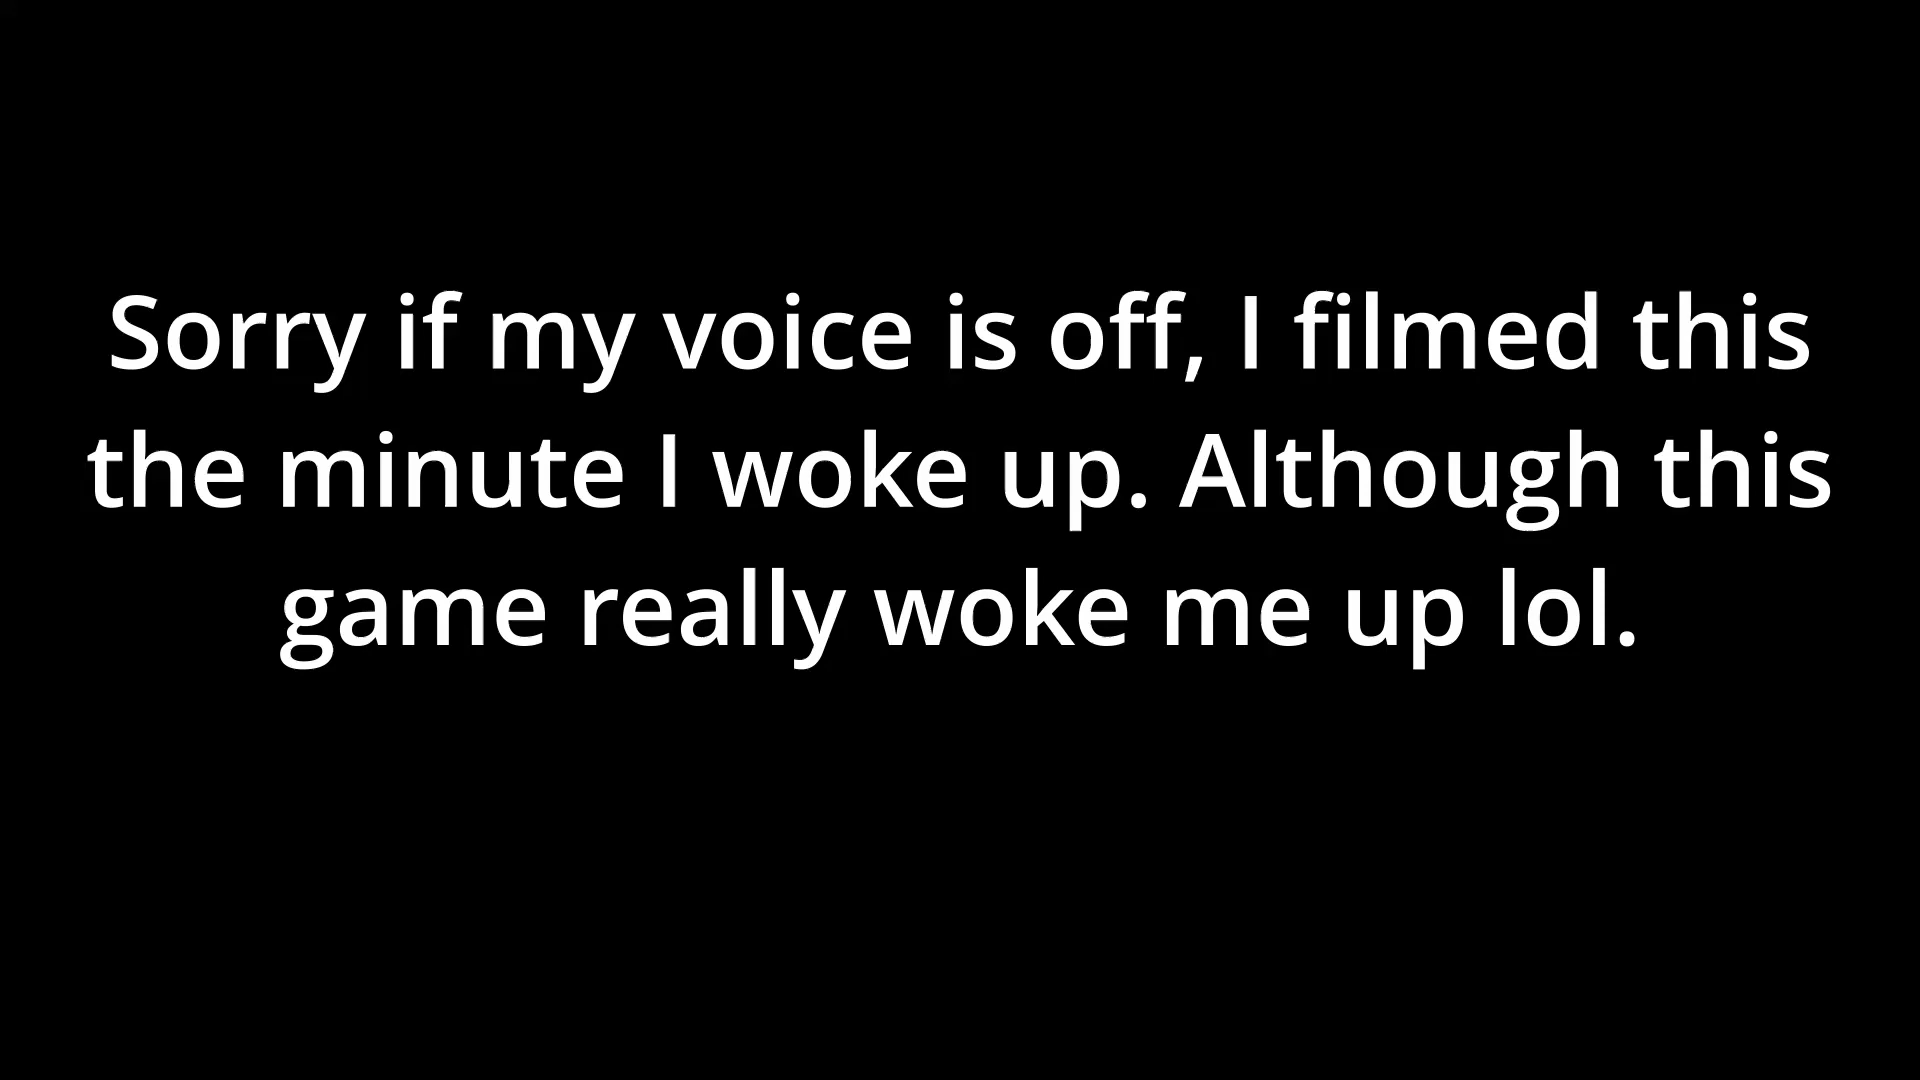 Sorry if my voice is off, I filmed this
the minute I woke up. Although this
game really woke me up lol.